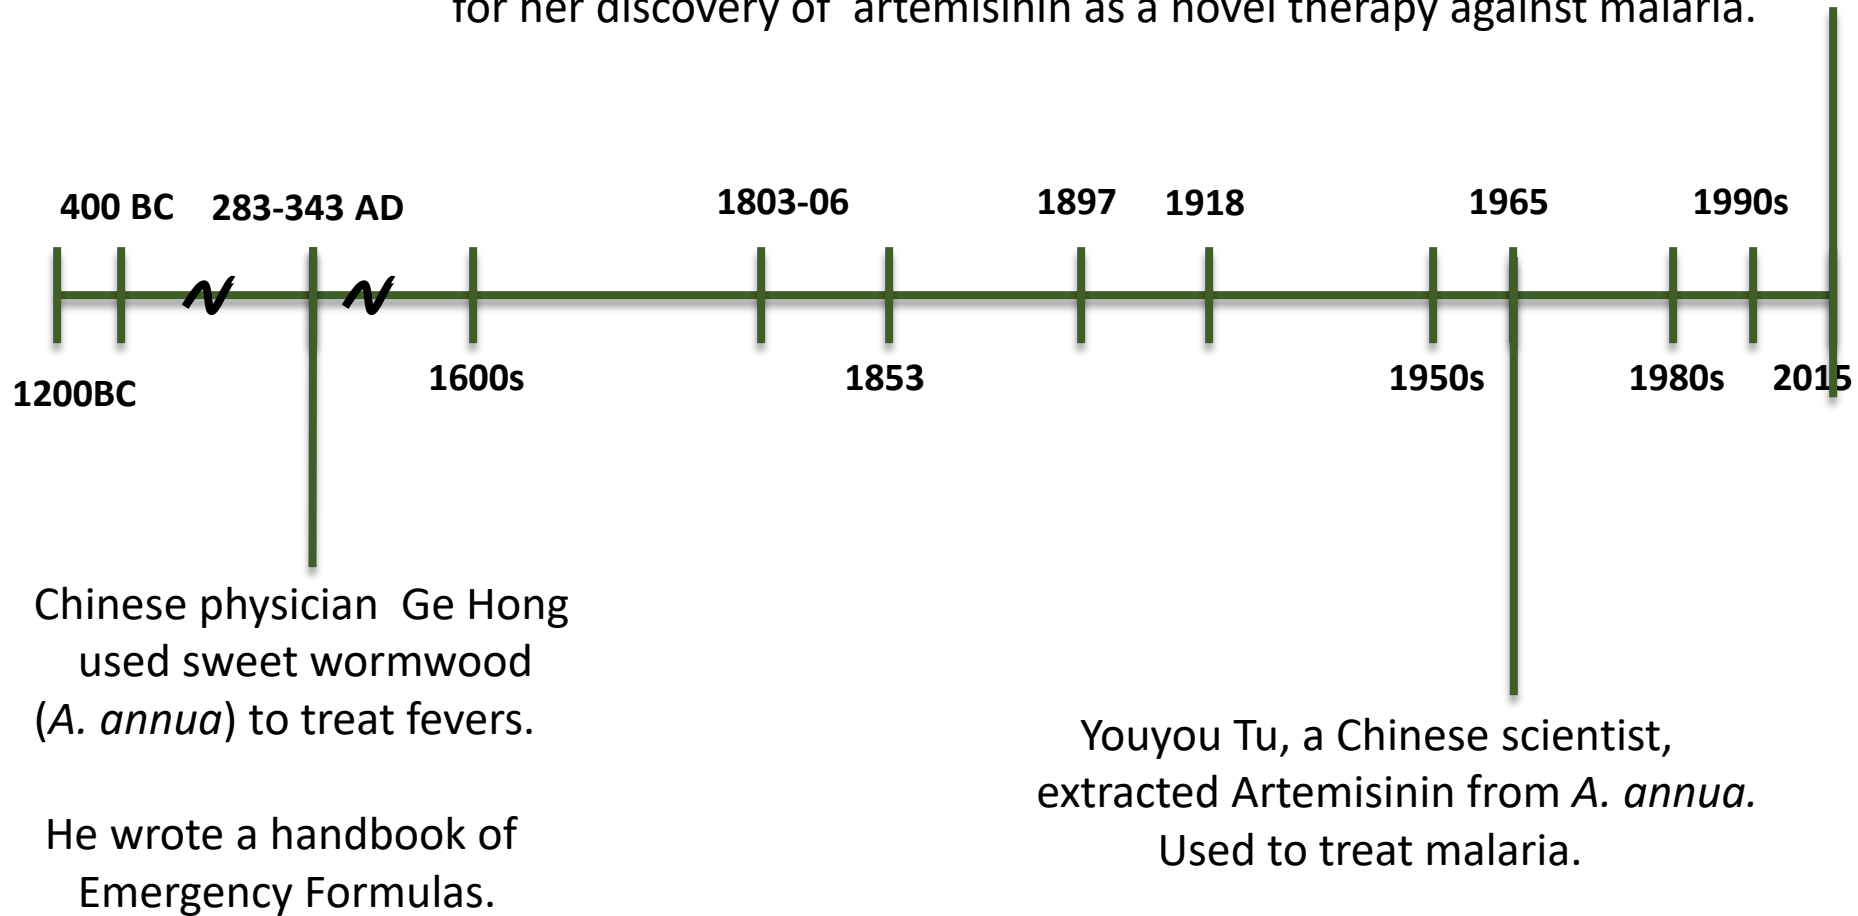 for her discovery of artemisinin as a novel therapy against malaria.
400 BC 283-343 AD 1803-06 1897 1918 1965 1990s
1200BC 1600s 1853 1950s 1980s 2015
Chinese physician Ge Hong
used sweet wormwood
(A. annua) to treat fevers.
He wrote a handbook of
Emergency Formulas.
Youyou Tu, a Chinese scientist,
extracted Artemisinin from A. annua.
Used to treat malaria.